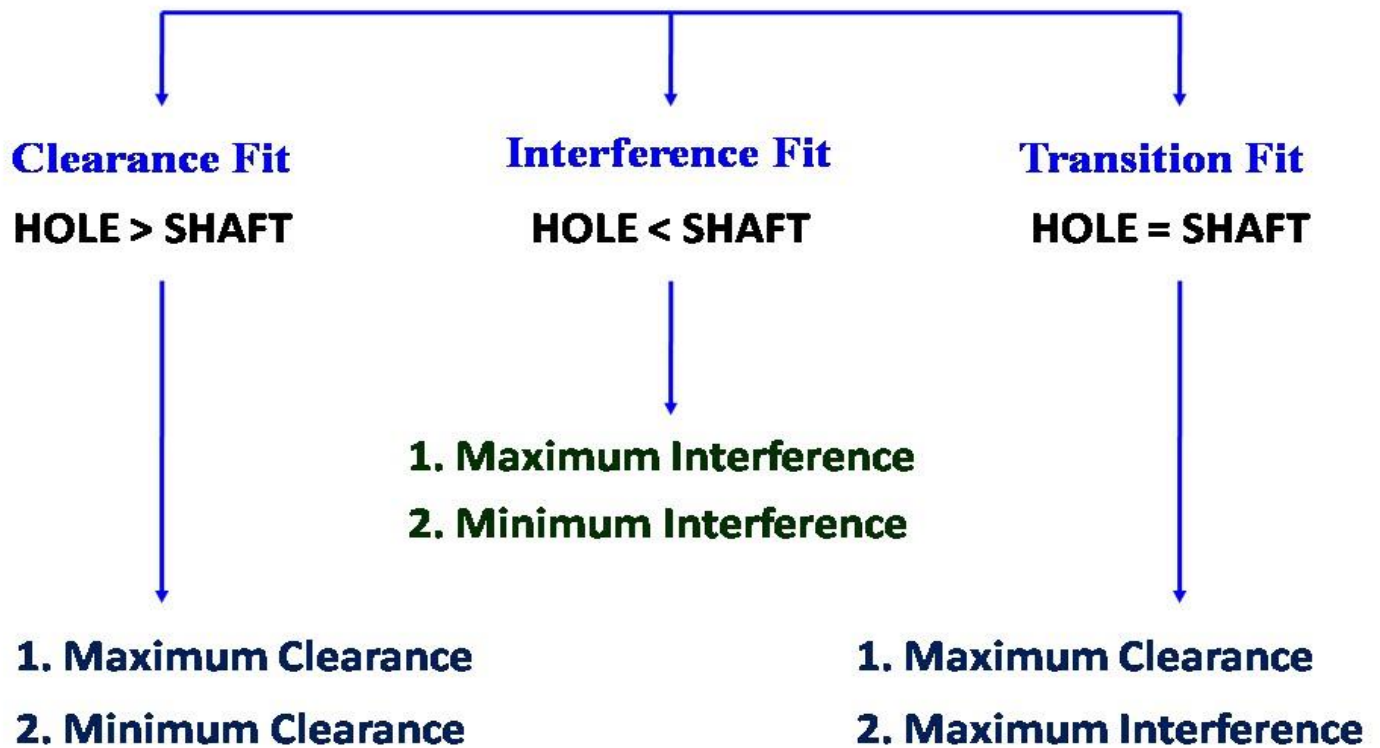 Clearance Fit
HOLE > SHAFT
Interference Fit
HOLE < SHAFT
Transition Fit
HOLE = SHAFT
1. Maximum Interference
2. Minimum Interference
1. Maximum Clearance
2. Minimum Clearance
1. Maximum Clearance
2. Maximum Interference